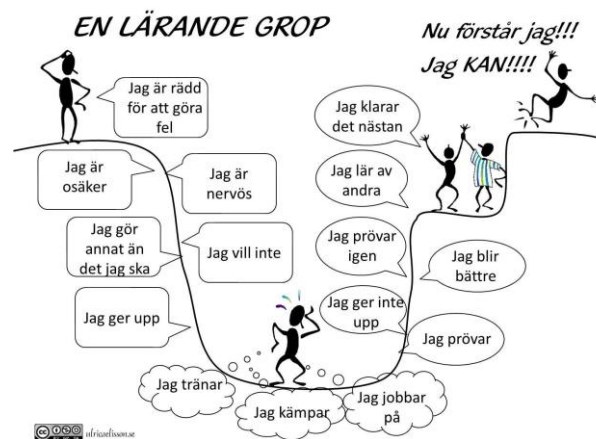 EN LÄRANDE GROP
Nu förstår jag!!!
Jag KAN!!!!
Jag är rädd
för att göra
fel
Jag är
osäker
Jag är
nervös
Jag gör
annat än
det jag ska
Jag vill inte
Jag ger upp
Jag tränar
Jag kämpar
Jag jobbar
på
Jag prövar
Jag ger inte
upp
Jag blir
bättre
Jag prövar
igen
Jag lär av
andra
Jag klarar
det nästan
ulricaelisson.se